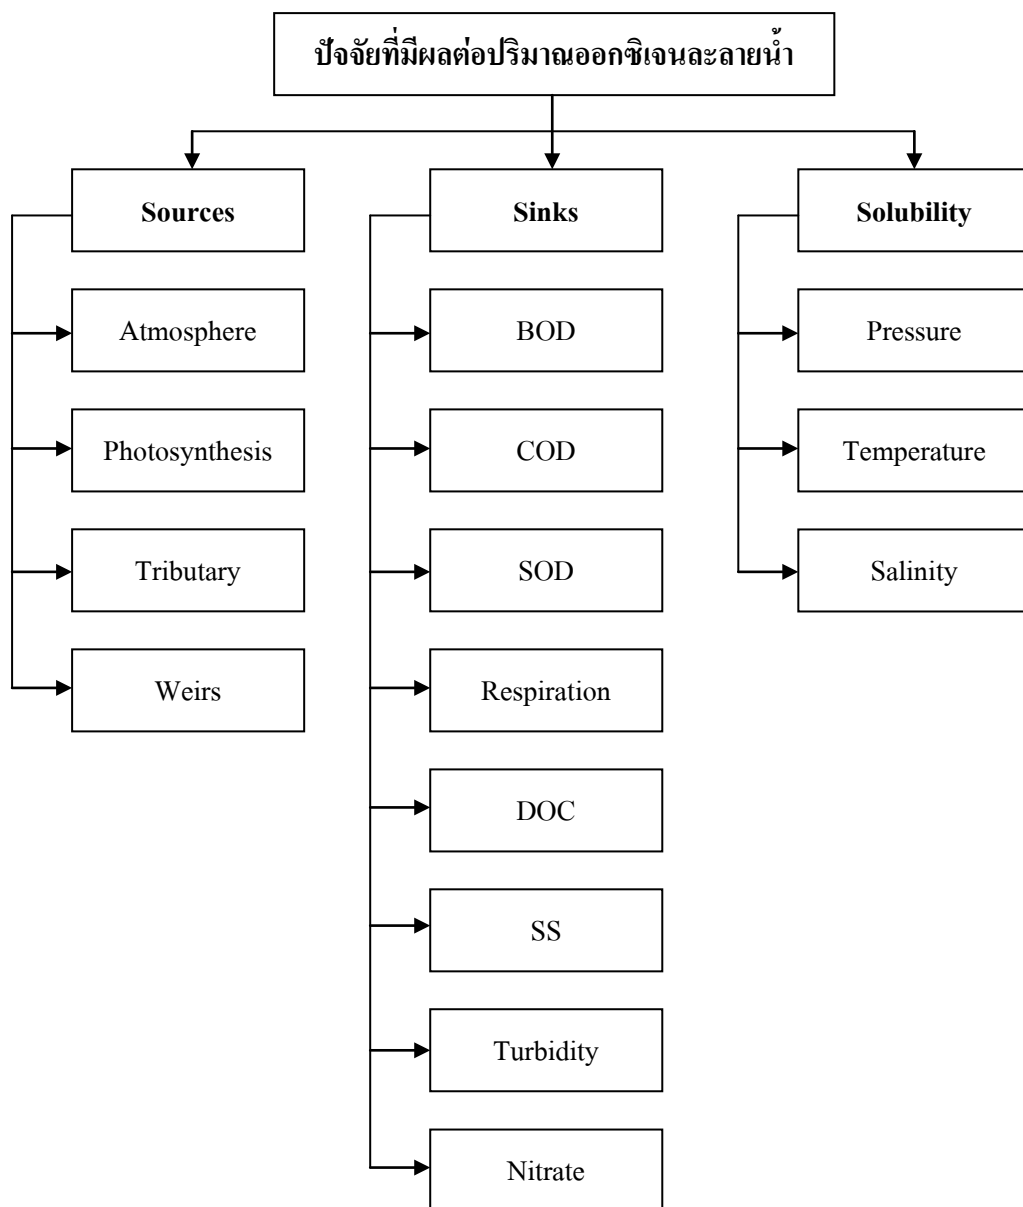 ปัจจัยที่มีผลต่อปริมาณออกซิเจนละลายน้ำ
Sources
Atmosphere
Photosynthesis
Tributary
Weirs
Sinks
BOD
COD
SOD
Respiration
DOC
SS
Turbidity
Nitrate
Solubility
Pressure
Temperature
Salinity